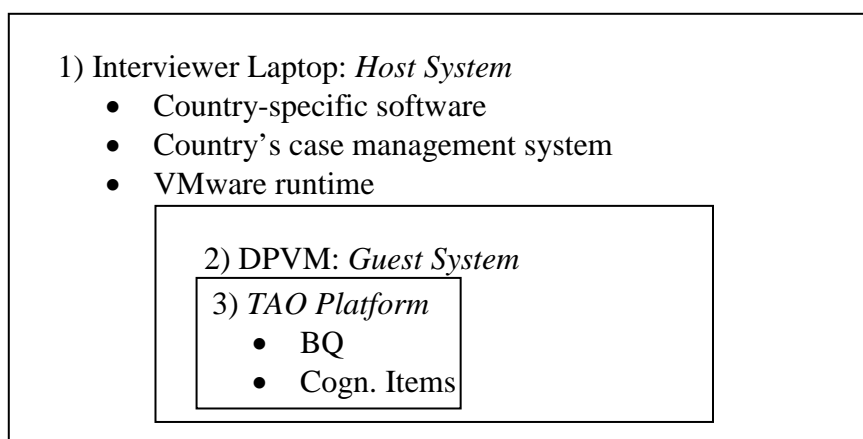 1) Interviewer Laptop: Host System
• Country-specific software
• Country’s case management system
• VMware runtime
2) DPVM: Guest System
3) TAO Platform
• BQ
• Cogn. Items